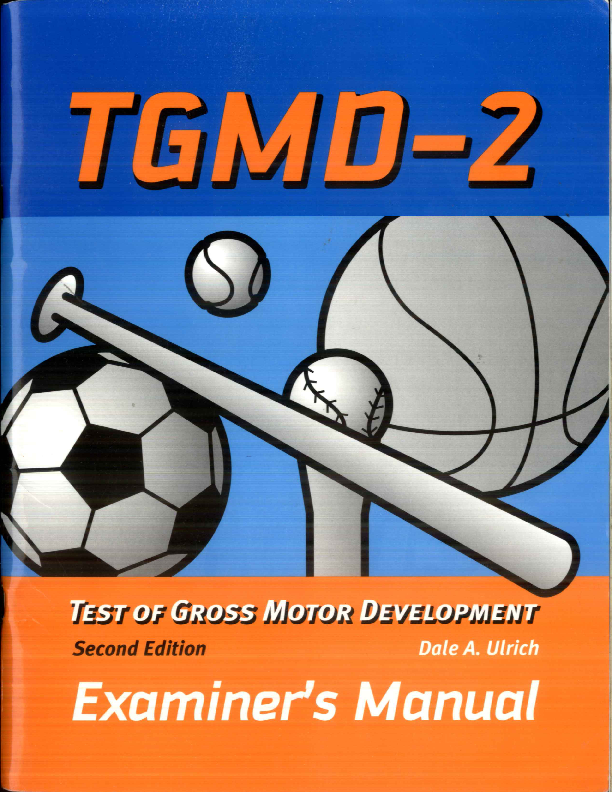 TGMD-2
TEST OF GROSS MOTOR DEVELOPMENT
Second Edition
Dale A. Ulrich
Examiner's Manual